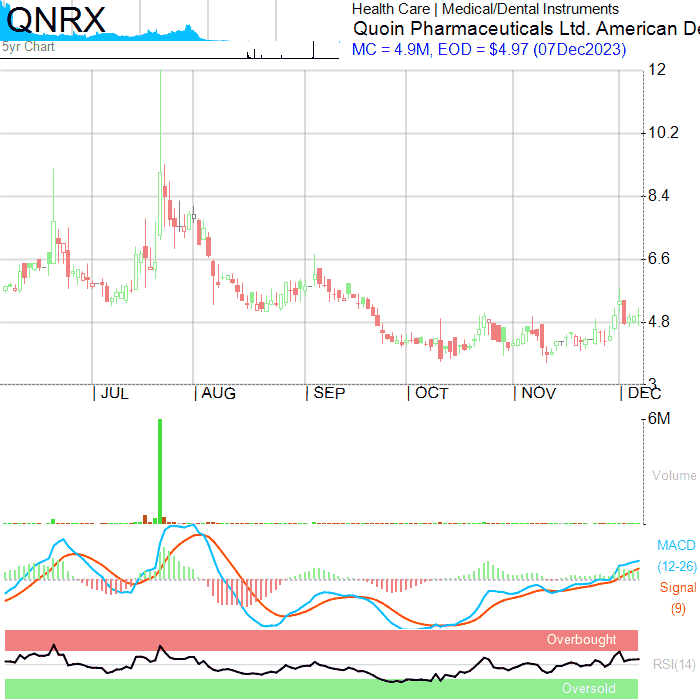 QNRX
5yr Chart
Health Care | Medical/Dental Instruments
Quoin Pharmaceuticals Ltd. American De
MC = 4.9M, EOD = $4.97 (07Dec2023)
12
10.2
8.4
6.6
4.8
3
JUL AUG SEP OCT NOV DEC
6M
Volume
MACD
(12-26)
Signal
(9)
Overbought
RSI(14)
Oversold